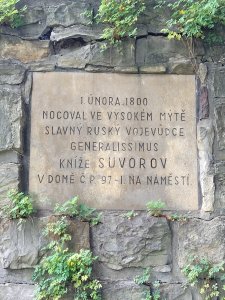 1. ÚNORA.1800
NOCOVAL VE VYSOKÉM MÝTĚ
SLAVNÝ RUSKÝ VOJEVŮDCE
GENERALISSIMUS
KNÍŽE SUVOROV
V DOMĚ Č.P. 97-I. NA NÁMĚSTÍ